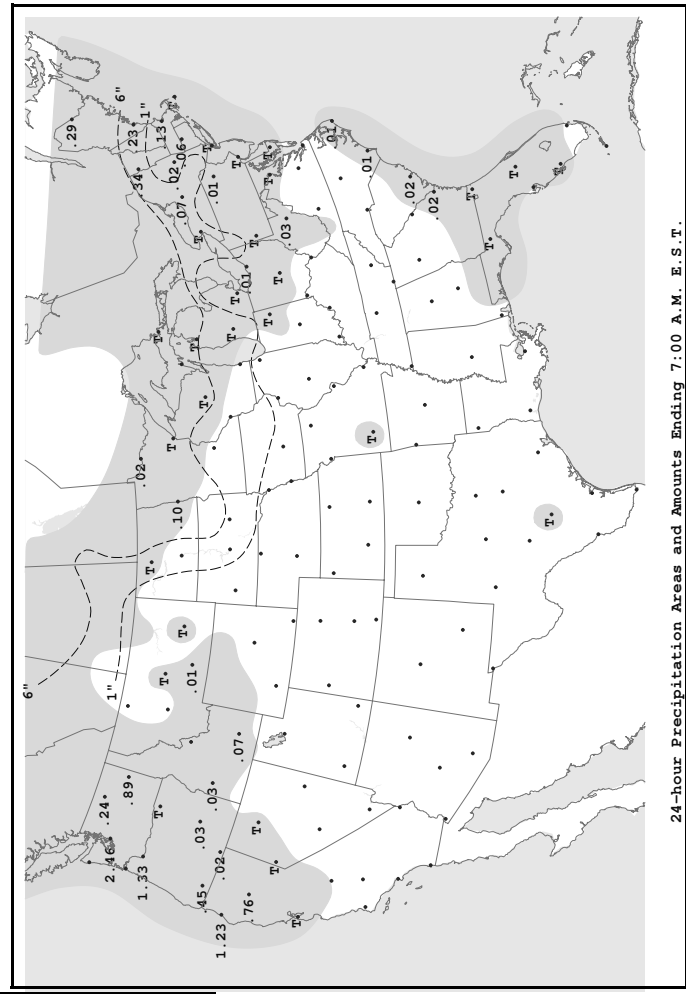 6"
.29
.24
2.46
1"
6"
.89
.23
.34
.02
1.33
1"
T
T
T
.13
T
T
T
.02
.10
.06
.07
T
.01
T
T
.03
.45
T
T
.03
.01
.02
1.23
T
T
T
.07
.01
.76
T
T
T
T
T
T
T
.03
T
.01
.01
T
.02
.02
T
T
T
T
T
24-hour Precipitation Areas and Amounts Ending 7:00 A.M. E.S.T.